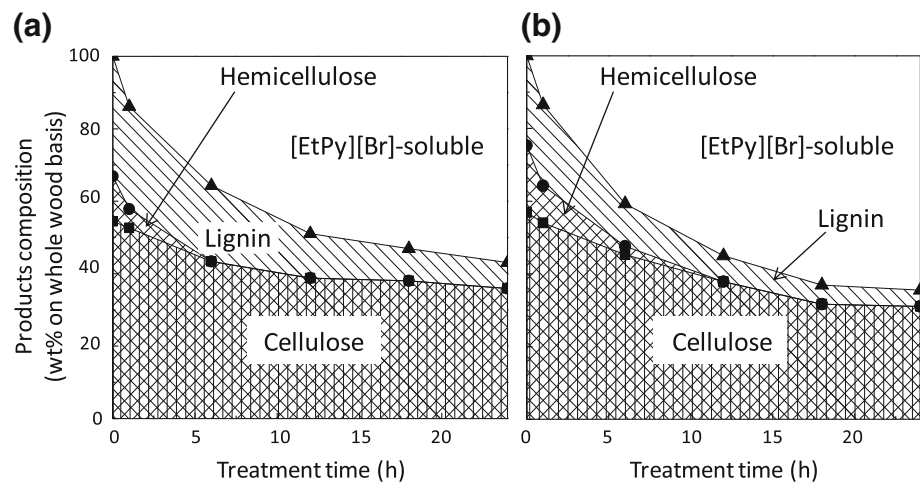 (a)
(b)
Products composition
(wt% on whole wood basis)
100
80
60
40
20
0
Hemicellulose
[EtPy][Br]-soluble
Lignin
Cellulose
0 5 10 15 20
Treatment time (h)
Hemicellulose
[EtPy][Br]-soluble
Lignin
Cellulose
0 5 10 15 20
Treatment time (h)